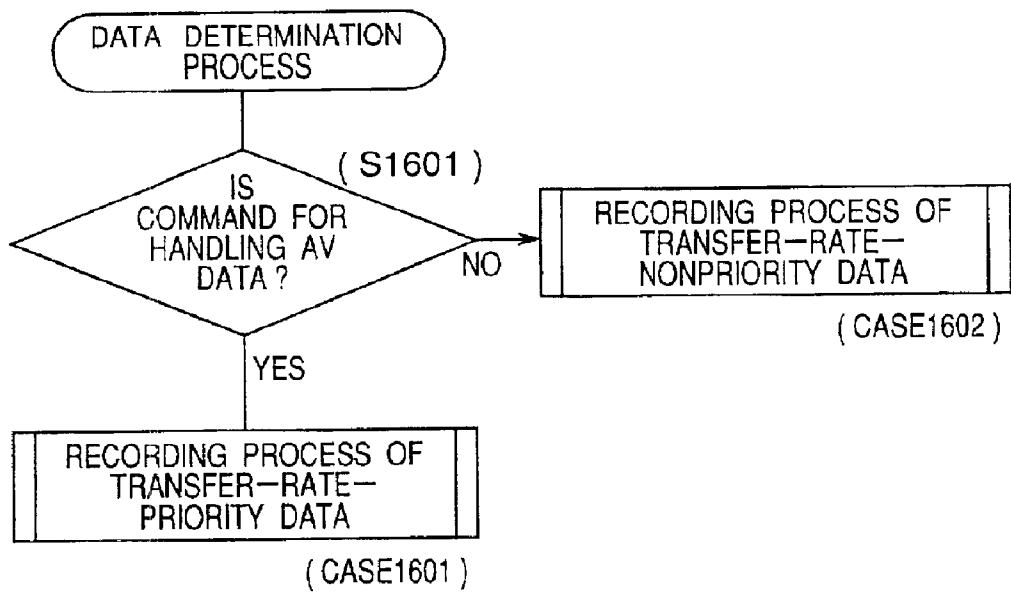 DATA DETERMINATION
PROCESS
(S1601)
IS
COMMAND FOR
HANDLING AV
DATA?
NO
RECORDING PROCESS OF
TRANSFER-RATE-
NONPRIORITY DATA
(CASE1602)
YES
RECORDING PROCESS OF
TRANSFER-RATE-
PRIORITY DATA
(CASE1601)